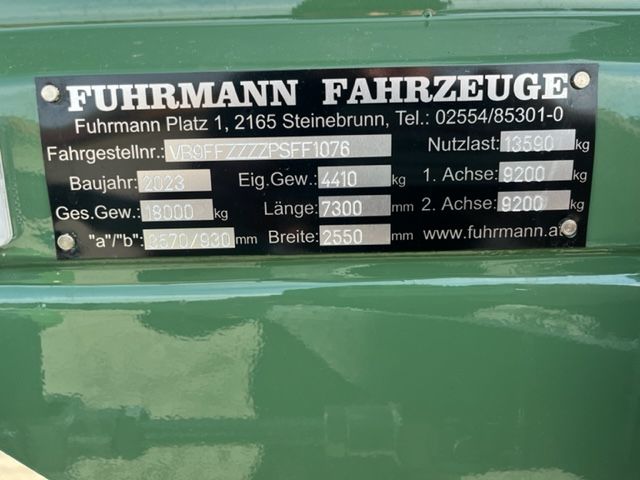 FUHRMANN FAHRZEUGE
Fuhrmann Platz 1, 2165 Steinebrunn, Tel.: 02554/85301-0
Fahrgestellnr.: VR9FFZZZZPSFF1076 Nutzlast: 13590 kg
Baujahr: 2023 Eig.Gew.: 4410 kg 1. Achse: 9200 kg
Ges.Gew.: 18000 kg Länge: 7300 mm 2. Achse: 9200 kg
"a"/"b": 3670/930 mm Breite: 2550 mm www.fuhrmann.at